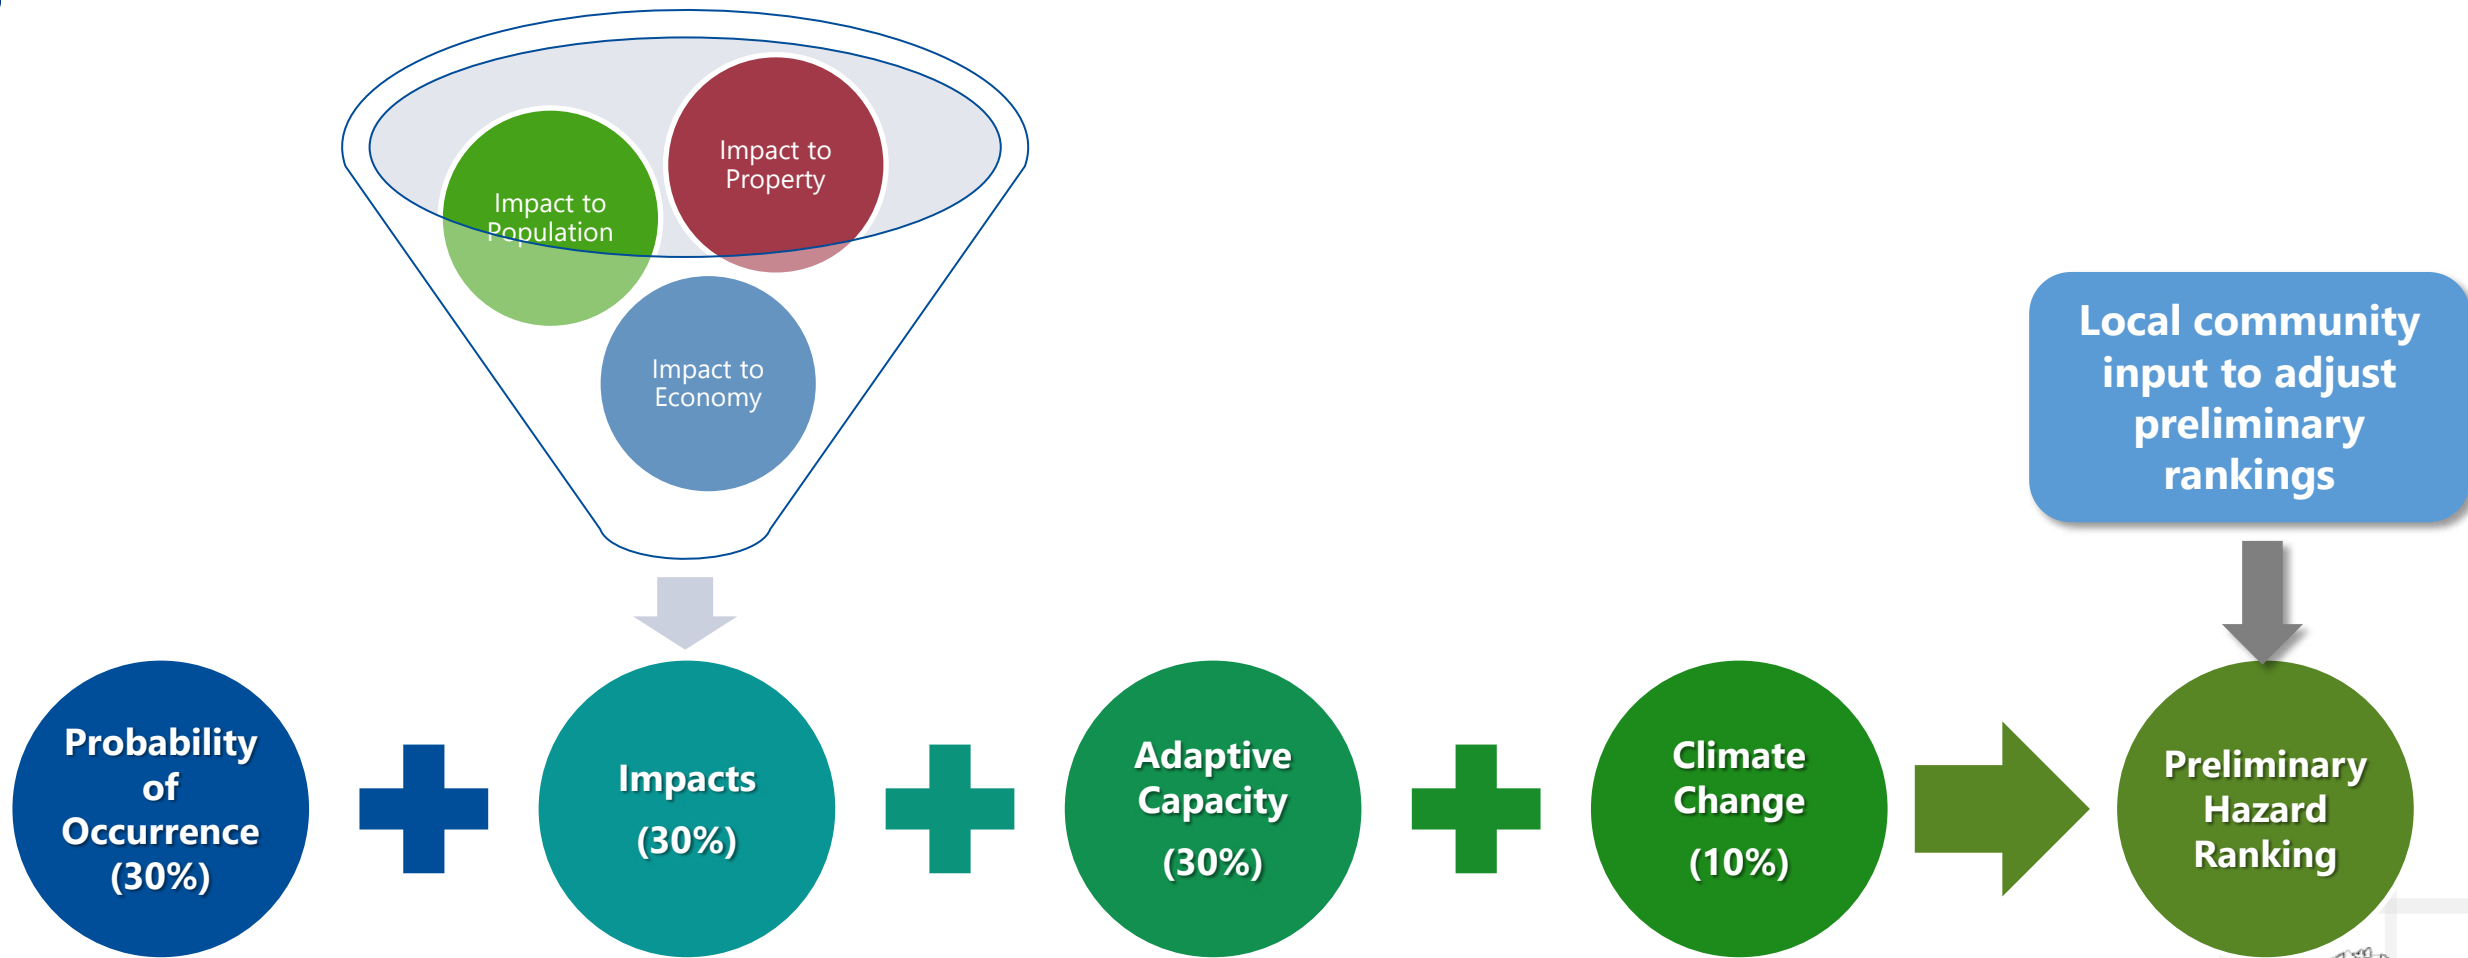 Impact to
Property
Impact to
Population
Impact to
Economy
Local community
input to adjust
preliminary
rankings
Probability
of
Occurrence
(30%)
Impacts
(30%)
Adaptive
Capacity
(30%)
Climate
Change
(10%)
Preliminary
Hazard
Ranking